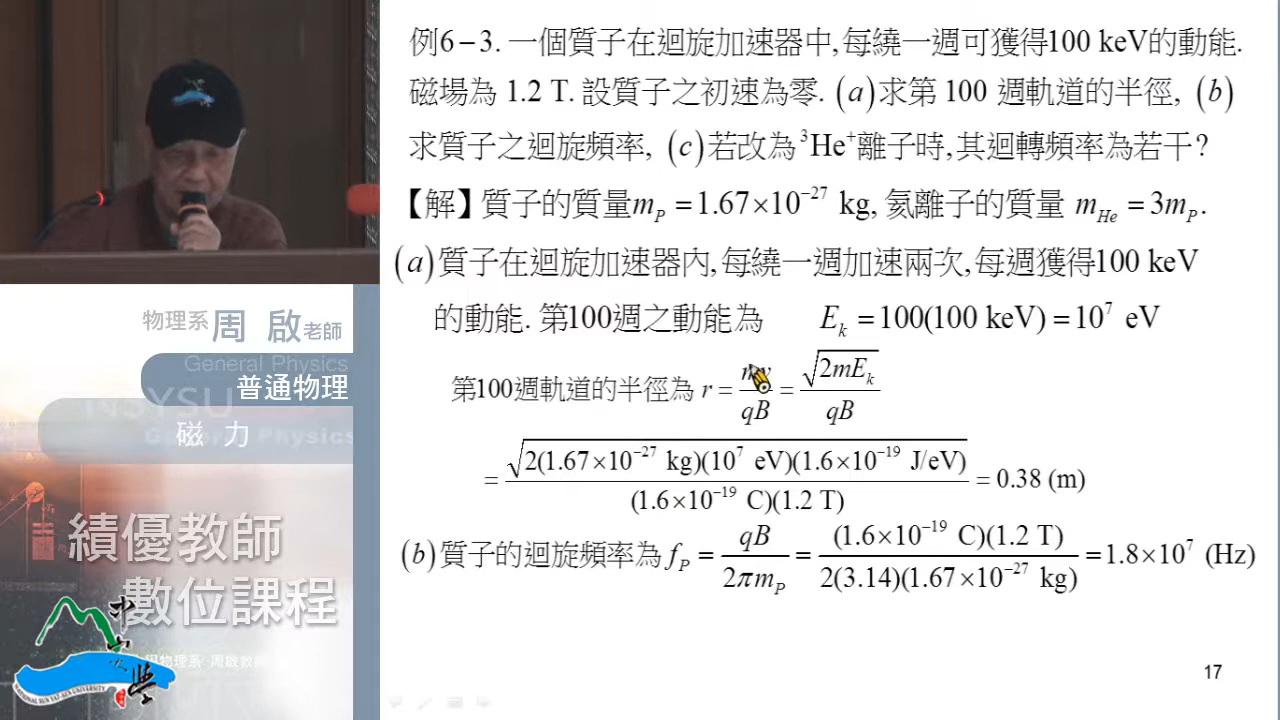 例6-3. 一個質子在迴旋加速器中,每繞一週可獲得100 keV的動能.
磁場為 1.2 T. 設質子之初速為零. (a)求第 100 週軌道的半徑, (b)
求質子之迴旋頻率, (c)若改為 ³He⁺離子時,其迴轉頻率為若干?
【解】質子的質量m_P = 1.67×10⁻²⁷ kg, 氦離子的質量 m_He = 3m_P.
(a)質子在迴旋加速器內,每繞一週加速兩次,每週獲得100 keV
的動能. 第100週之動能為 E_k = 100(100 keV) = 10⁷ eV
第100週軌道的半徑為 r = mv/qB = √(2mE_k)/qB
= √(2(1.67×10⁻²⁷ kg)(10⁷ eV)(1.6×10⁻¹⁹ J/eV))/((1.6×10⁻¹⁹ C)(1.2 T)) = 0.38 (m)
(b)質子的迴旋頻率為 f_P = qB/2πm_P = (1.6×10⁻¹⁹ C)(1.2 T)/(2(3.14)(1.67×10⁻²⁷ kg)) = 1.8×10⁷ (Hz)
17
物理系 周 啟 老師
General Physics
普通物理
NSYSU
磁 力
General Physics
績優教師
數位課程
中山大學
NATIONAL SUN YAT-SEN UNIVERSITY